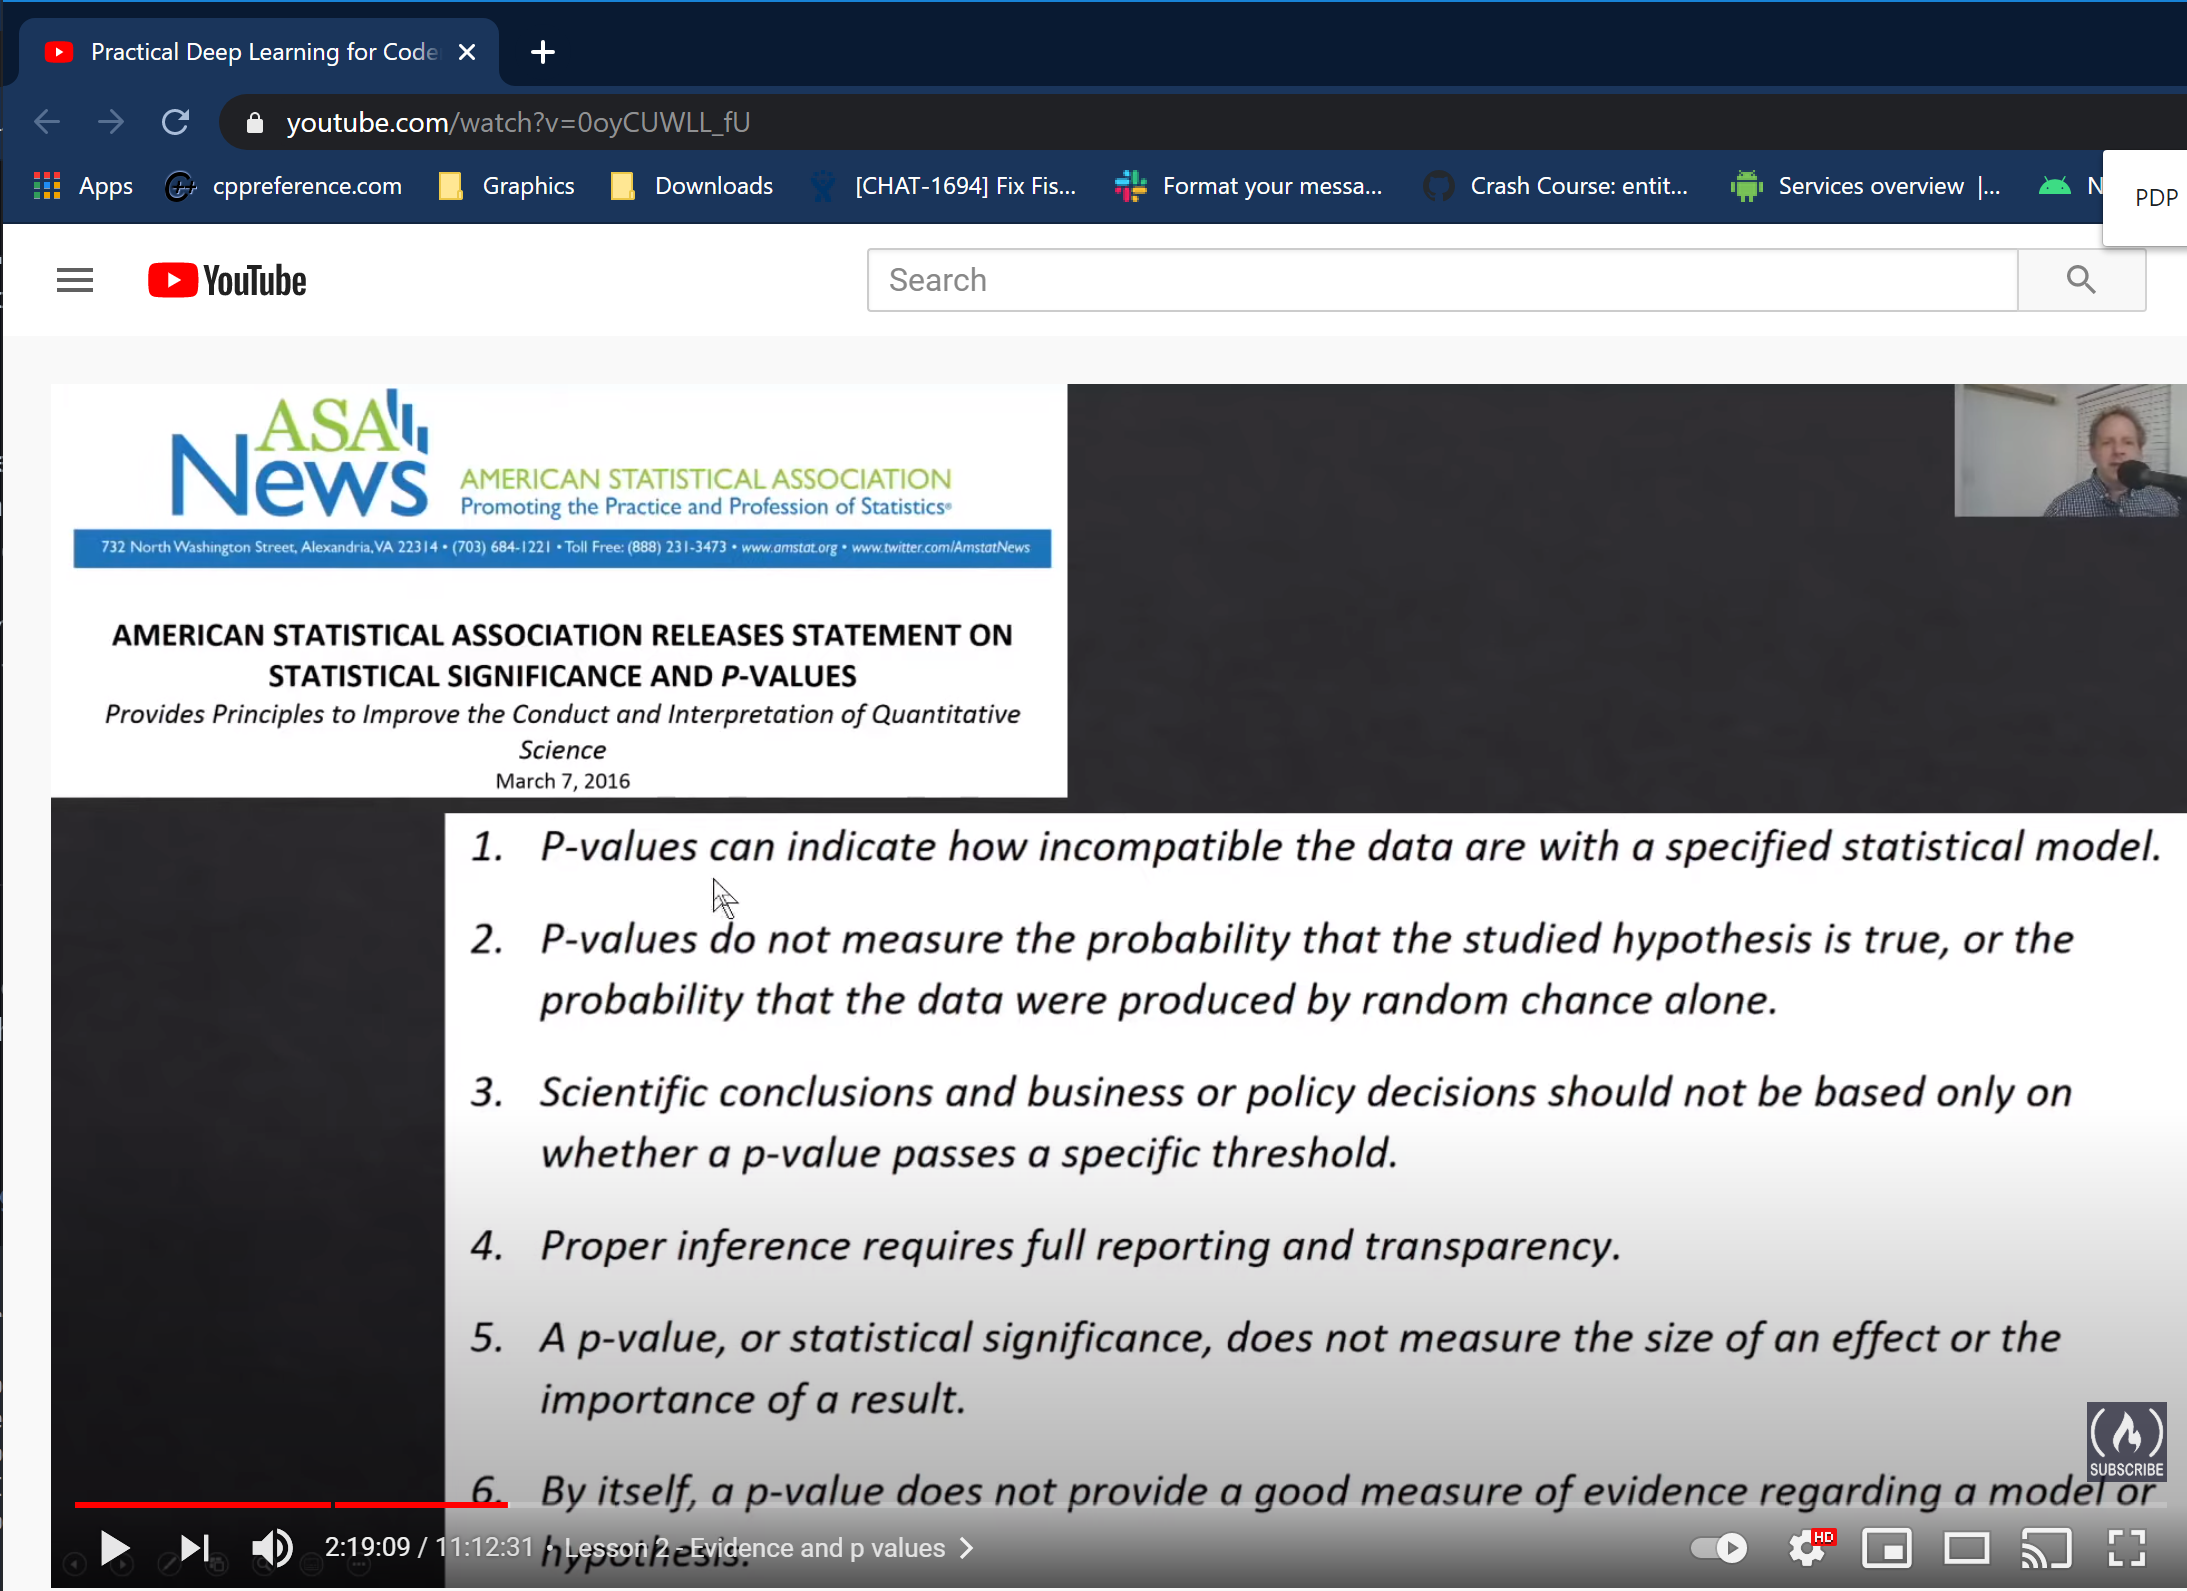 Practical Deep Learning for Code
youtube.com/watch?v=0oyCUWLL_fU
Apps cppreference.com Graphics Downloads [CHAT-1694] Fix Fis... Format your messa... Crash Course: entit... Services overview |... N
PDP
YouTube
Search
ASA
News
AMERICAN STATISTICAL ASSOCIATION
Promoting the Practice and Profession of Statistics®
732 North Washington Street, Alexandria, VA 22314 • (703) 684-1221 • Toll Free: (888) 231-3473 • www.amstat.org • www.twitter.com/AmstatNews
AMERICAN STATISTICAL ASSOCIATION RELEASES STATEMENT ON
STATISTICAL SIGNIFICANCE AND P-VALUES
Provides Principles to Improve the Conduct and Interpretation of Quantitative
Science
March 7, 2016
1. P-values can indicate how incompatible the data are with a specified statistical model.
2. P-values do not measure the probability that the studied hypothesis is true, or the
probability that the data were produced by random chance alone.
3. Scientific conclusions and business or policy decisions should not be based only on
whether a p-value passes a specific threshold.
4. Proper inference requires full reporting and transparency.
5. A p-value, or statistical significance, does not measure the size of an effect or the
importance of a result.
SUBSCRIBE
6. By itself, a p-value does not provide a good measure of evidence regarding a model or
hypothesis.
2:19:09 / 11:12:31 • Lesson 2 - Evidence and p values
HD